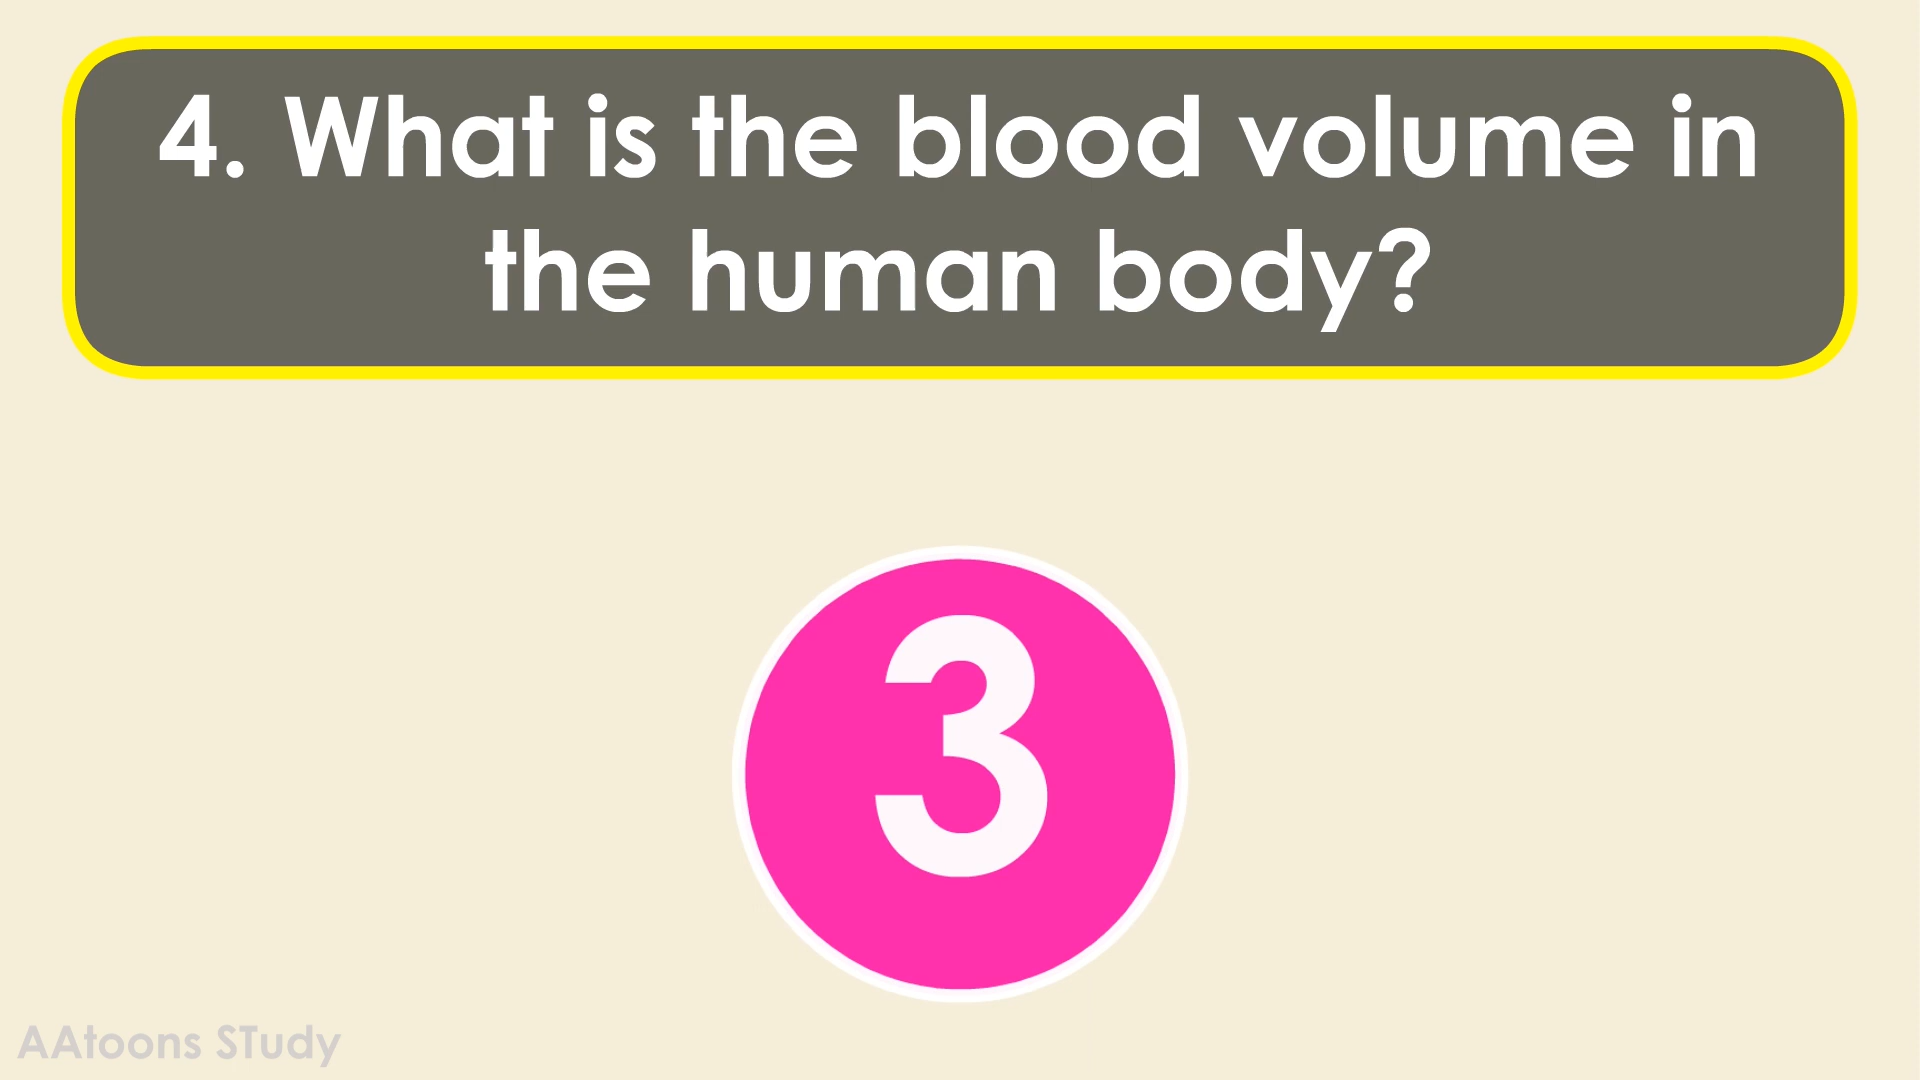 4. What is the blood volume in
the human body?
3
AAtoons STudy